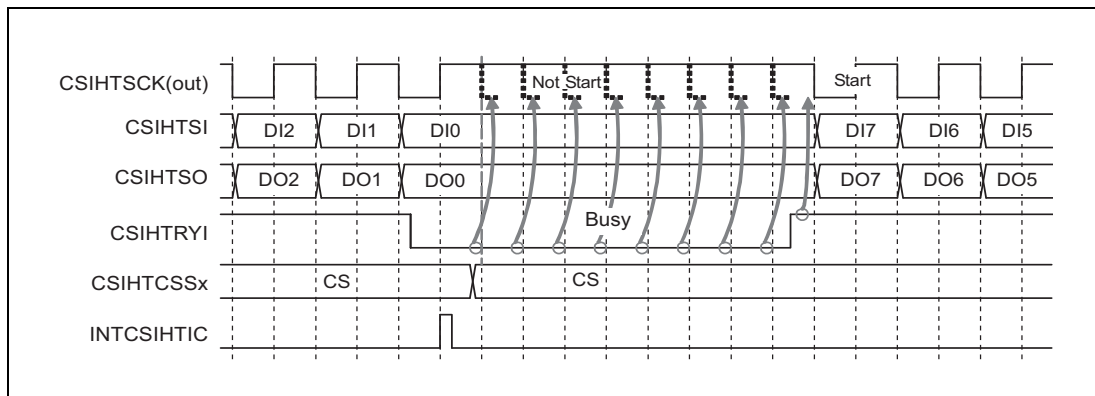 CSIHTSCK(out) Not Start Start
CSIHTSI DI2 DI1 DI0 DI7 DI6 DI5
CSIHTSO DO2 DO1 DO0 DO7 DO6 DO5
CSIHTRYI Busy
CSIHTCSSx CS CS
INTCSIHTIC